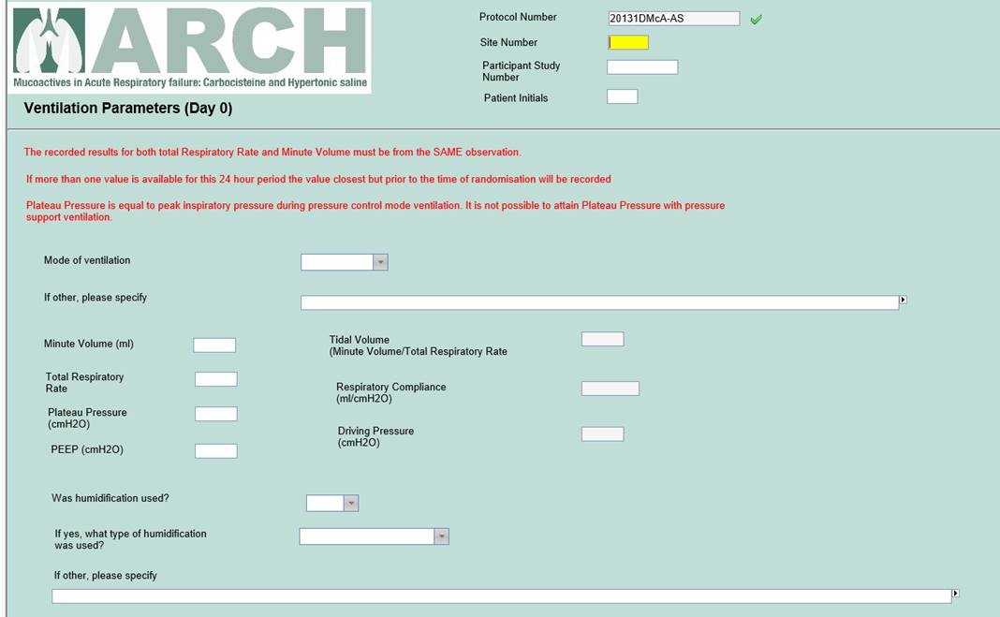 MARCH
Mucoactives in Acute Respiratory failure: Carbocisteine and Hypertonic saline
Protocol Number 20131DMcA-AS
Site Number
Participant Study
Number
Patient Initials
Ventilation Parameters (Day 0)
The recorded results for both total Respiratory Rate and Minute Volume must be from the SAME observation.
If more than one value is available for this 24 hour period the value closest but prior to the time of randomisation will be recorded
Plateau Pressure is equal to peak inspiratory pressure during pressure control mode ventilation. It is not possible to attain Plateau Pressure with pressure
support ventilation.
Mode of ventilation
If other, please specify
Minute Volume (ml)
Tidal Volume
(Minute Volume/Total Respiratory Rate
Total Respiratory
Rate
Respiratory Compliance
(ml/cmH2O)
Plateau Pressure
(cmH2O)
Driving Pressure
(cmH2O)
PEEP (cmH2O)
Was humidification used?
If yes, what type of humidification
was used?
If other, please specify